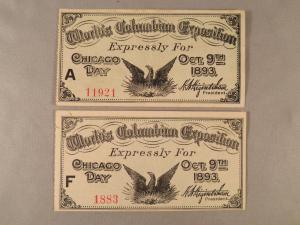 World's Columbian Exposition
Expressly For
Chicago Day Oct. 9th 1893.
A
11921
President.
World's Columbian Exposition
Expressly For
Chicago Day Oct. 9th 1893.
F
1883
President.